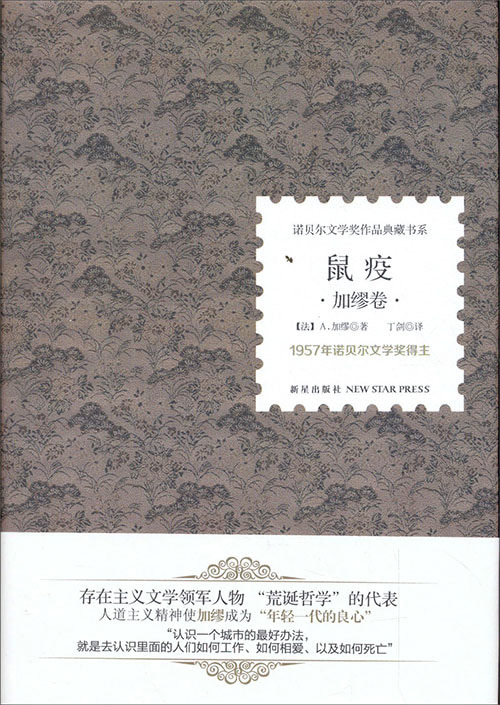 诺贝尔文学奖作品典藏书系
鼠疫
·加缪卷·
【法】A.加缪◎著 丁剑◎译
1957年诺贝尔文学奖得主
新星出版社 NEW STAR PRESS
存在主义文学领军人物 “荒诞哲学”的代表
人道主义精神使加缪成为“年轻一代的良心”
“认识一个城市的最好办法，
就是去认识里面的人们如何工作、如何相爱、以及如何死亡”